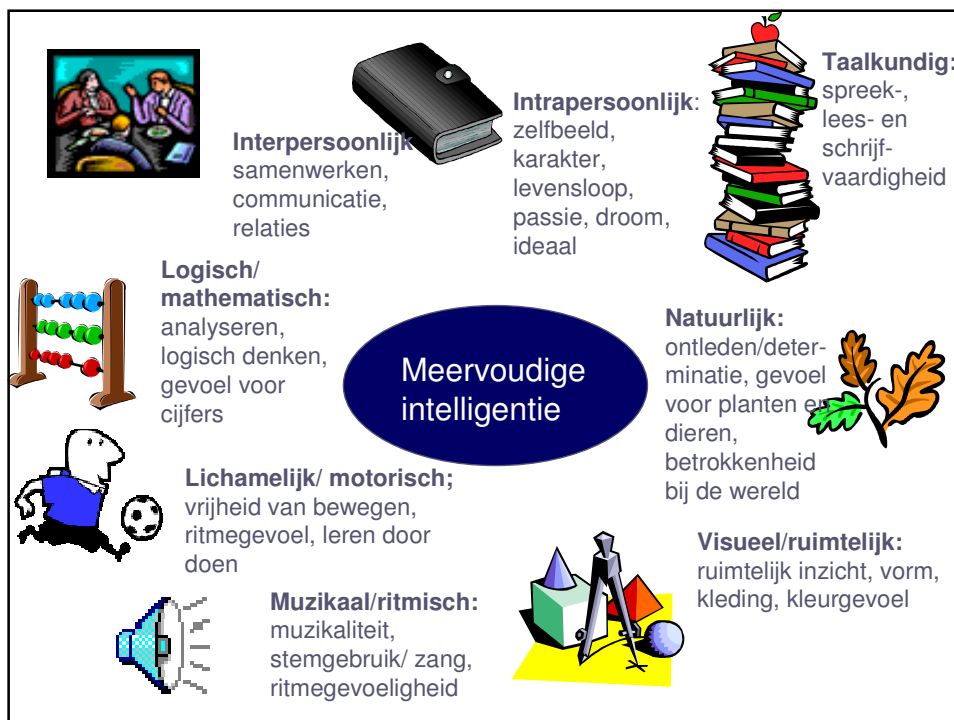 Interpersoonlijk
samenwerken,
communicatie,
relaties
Intrapersoonlijk:
zelfbeeld,
karakter,
levensloop,
passie, droom,
ideaal
Taalkundig:
spreek-,
lees- en
schrijf-
vaardigheid
Logisch/
mathematisch:
analyseren,
logisch denken,
gevoel voor
cijfers
Meervoudige
intelligentie
Natuurlijk:
ontleden/deter-
minatie, gevoel
voor planten en
dieren,
betrokkenheid
bij de wereld
Lichamelijk/ motorisch;
vrijheid van bewegen,
ritmegevoel, leren door
doen
Visueel/ruimtelijk:
ruimtelijk inzicht, vorm,
kleding, kleurgevoel
Muzikaal/ritmisch:
muzikaliteit,
stemgebruik/ zang,
ritmegevoeligheid